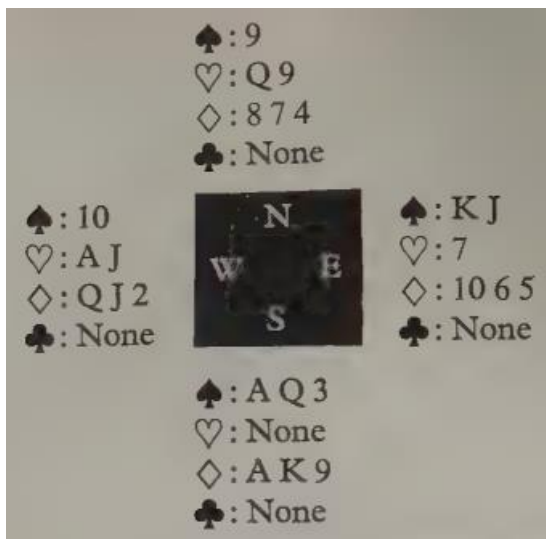 ♠: 9
♡: Q 9
◇: 8 7 4
♣: None
♠: 10
♡: A J
◇: Q J 2
♣: None
N
W E
S
♠: K J
♡: 7
◇: 10 6 5
♣: None
♠: A Q 3
♡: None
◇: A K 9
♣: None